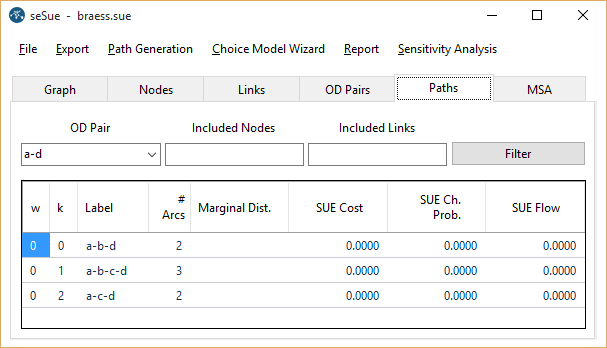 seSue - braess.sue
File Export Path Generation Choice Model Wizard Report Sensitivity Analysis
Graph Nodes Links OD Pairs Paths MSA
OD Pair Included Nodes Included Links
a-d Filter
w k Label # Arcs Marginal Dist. SUE Cost SUE Ch. Prob. SUE Flow
0 0 a-b-d 2 0.0000 0.0000 0.0000
0 1 a-b-c-d 3 0.0000 0.0000 0.0000
0 2 a-c-d 2 0.0000 0.0000 0.0000